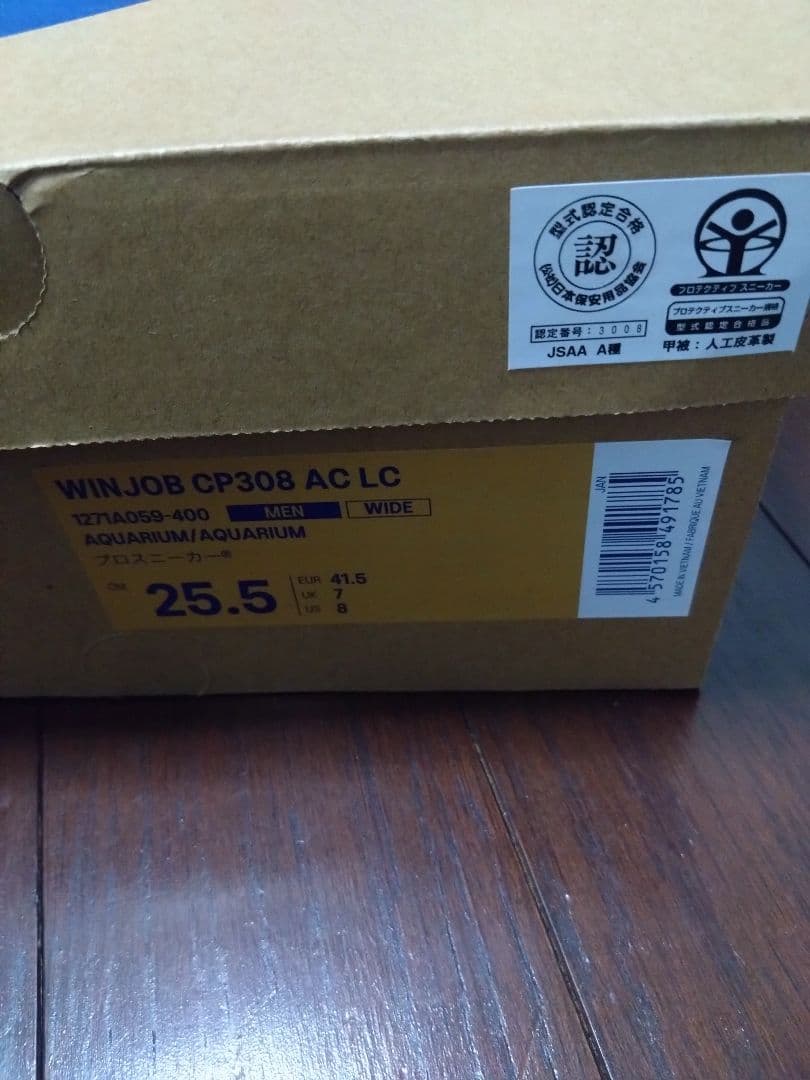 型式認定合格
認
(公社)日本保安用品協会
認定番号:3008
JSAA A種
プロテクティブ スニーカー
プロテクティブスニーカー規格
型式認定合格品
甲被:人工皮革製
WINJOB CP308 AC LC
1271A059-400 MEN WIDE
AQUARIUM/AQUARIUM
プロスニーカー®
CM 25.5
EUR 41.5
UK 7
US 8
JAN
4 570158 491785
MADE IN VIETNAM / FABRIQUE AU VIETNAM